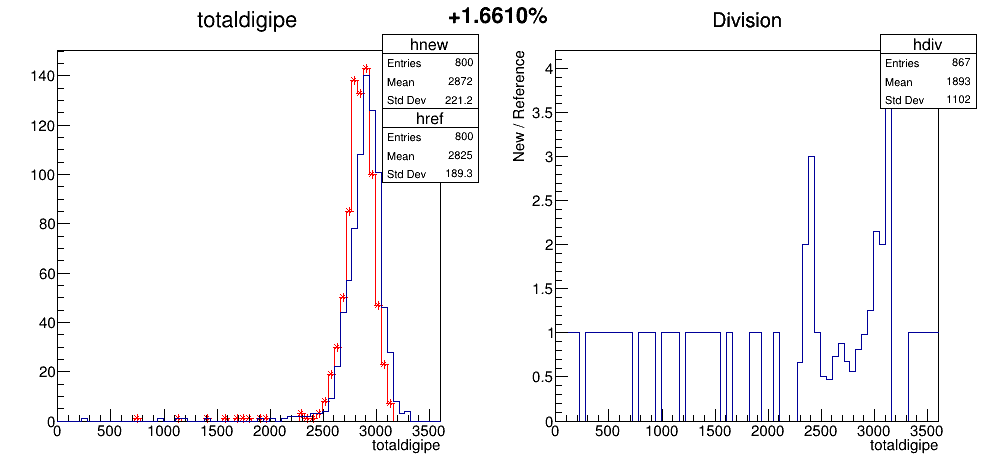 totaldigipe
+1.6610%
Division
hnew
Entries 800
Mean 2872
Std Dev 221.2
href
Entries 800
Mean 2825
Std Dev 189.3
140
120
100
80
60
40
20
0
0 500 1000 1500 2000 2500 3000 3500
totaldigipe
hdiv
Entries 867
Mean 1893
Std Dev 1102
New / Reference
4
3.5
3
2.5
2
1.5
1
0.5
0
0 500 1000 1500 2000 2500 3000 3500
totaldigipe